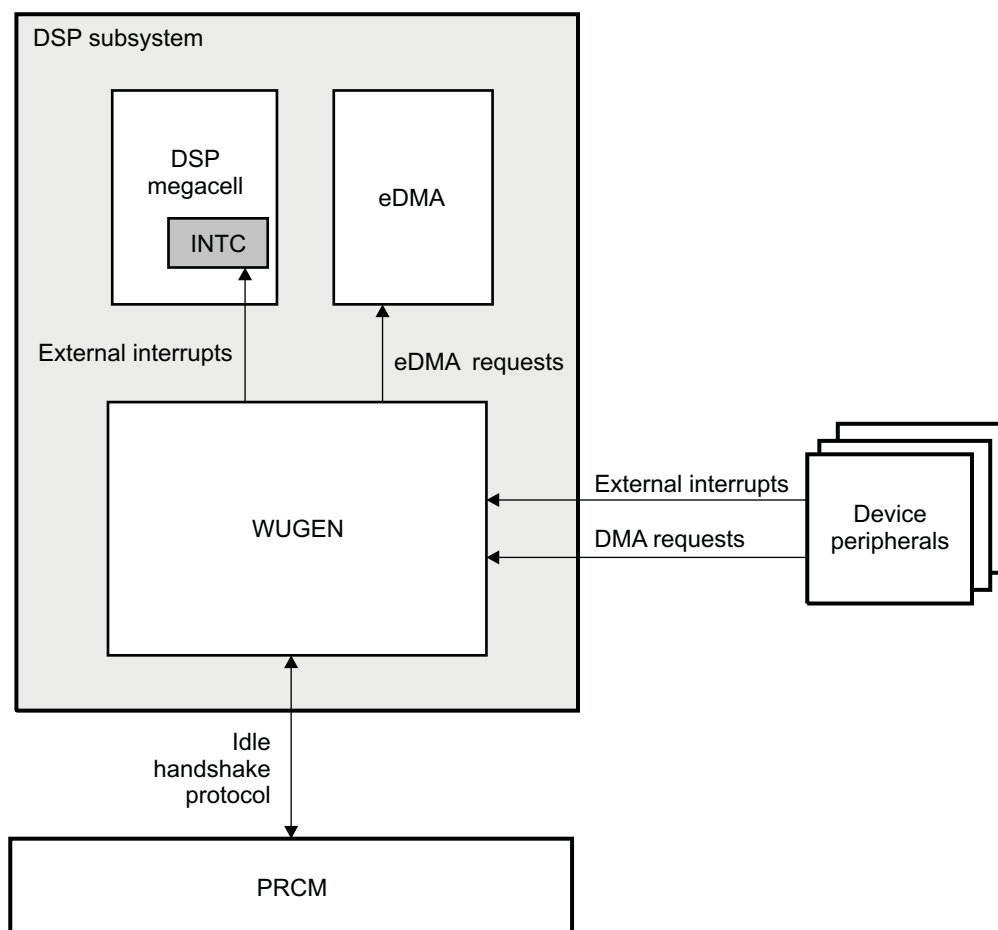 DSP subsystem
DSP
megacell
INTC
eDMA
External interrupts
eDMA requests
WUGEN
External interrupts
DMA requests
Device
peripherals
Idle
handshake
protocol
PRCM